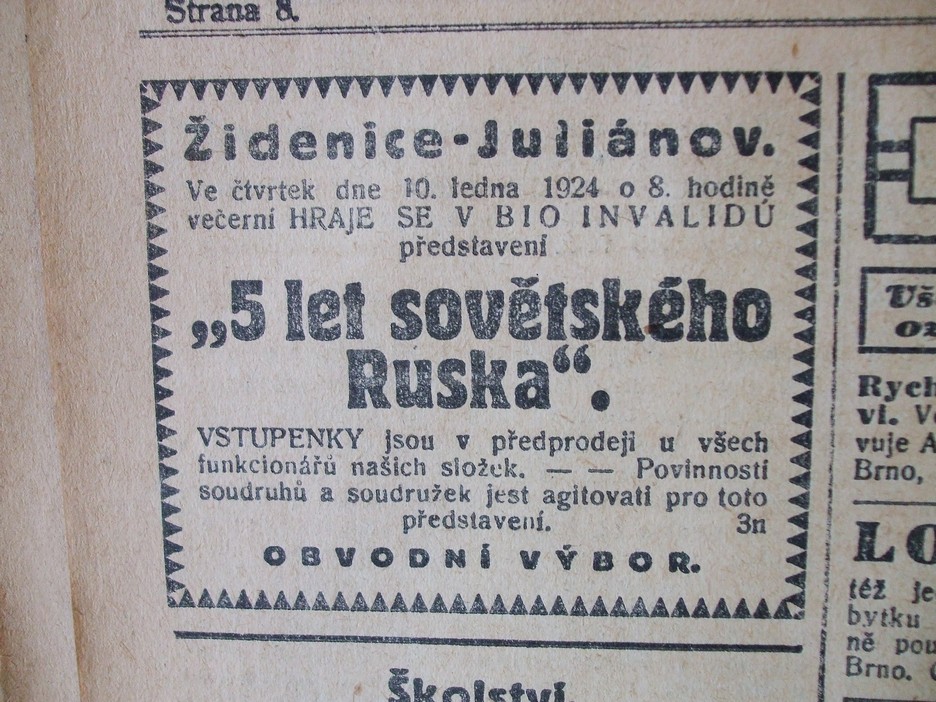 Strana 8.
Židenice-Juliánov.
Ve čtvrtek dne 10. ledna 1924 o 8. hodině
večerní HRAJE SE V BIO INVALIDŮ
představení
„5 let sovětského
Ruska“.
VSTUPENKY jsou v předprodeji u všech
funkcionářů našich složek. — — Povinností
soudruhů a soudružek jest agitovati pro toto
představení. 3n
OBVODNÍ VÝBOR.
Školství.
Rych
ví. V
vuje A
Brno,
LO
též je
bytku
ně pou
Brno.